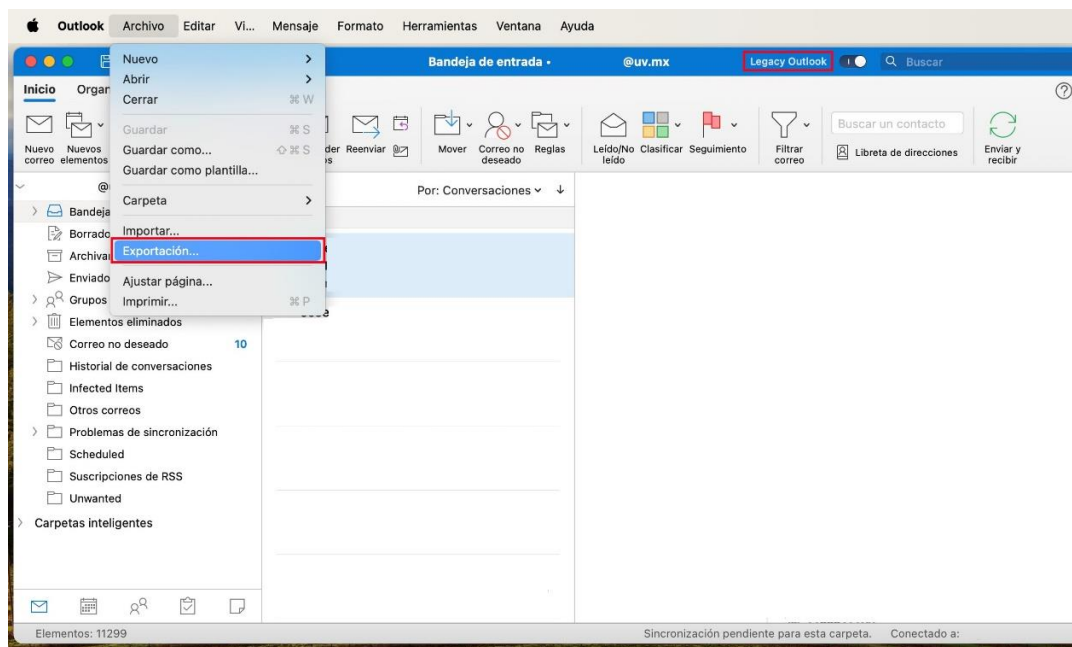 Outlook Archivo Editar Vi... Mensaje Formato Herramientas Ventana Ayuda
Bandeja de entrada @uv.mx Legacy Outlook Buscar
Inicio Organ
Nuevo
Abrir
Cerrar ⌘ W
Guardar ⌘ S
Guardar como... ⇧ ⌘ S
Guardar como plantilla...
Carpeta
Importar...
Exportación...
Ajustar página...
Imprimir... ⌘ P
Nuevo correo
Nuevos elementos
der Reenviar
os
Mover
Correo no deseado
Reglas
Leído/No leído
Clasificar
Seguimiento
Filtrar correo
Buscar un contacto
Libreta de direcciones
Enviar y recibir
@
Por: Conversaciones ↓
Bandeja
Borrado
Archivar
Enviado
Grupos
Elementos eliminados
Correo no deseado 10
Historial de conversaciones
Infected Items
Otros correos
Problemas de sincronización
Scheduled
Suscripciones de RSS
Unwanted
Carpetas inteligentes
Elementos: 11299 Sincronización pendiente para esta carpeta. Conectado a: